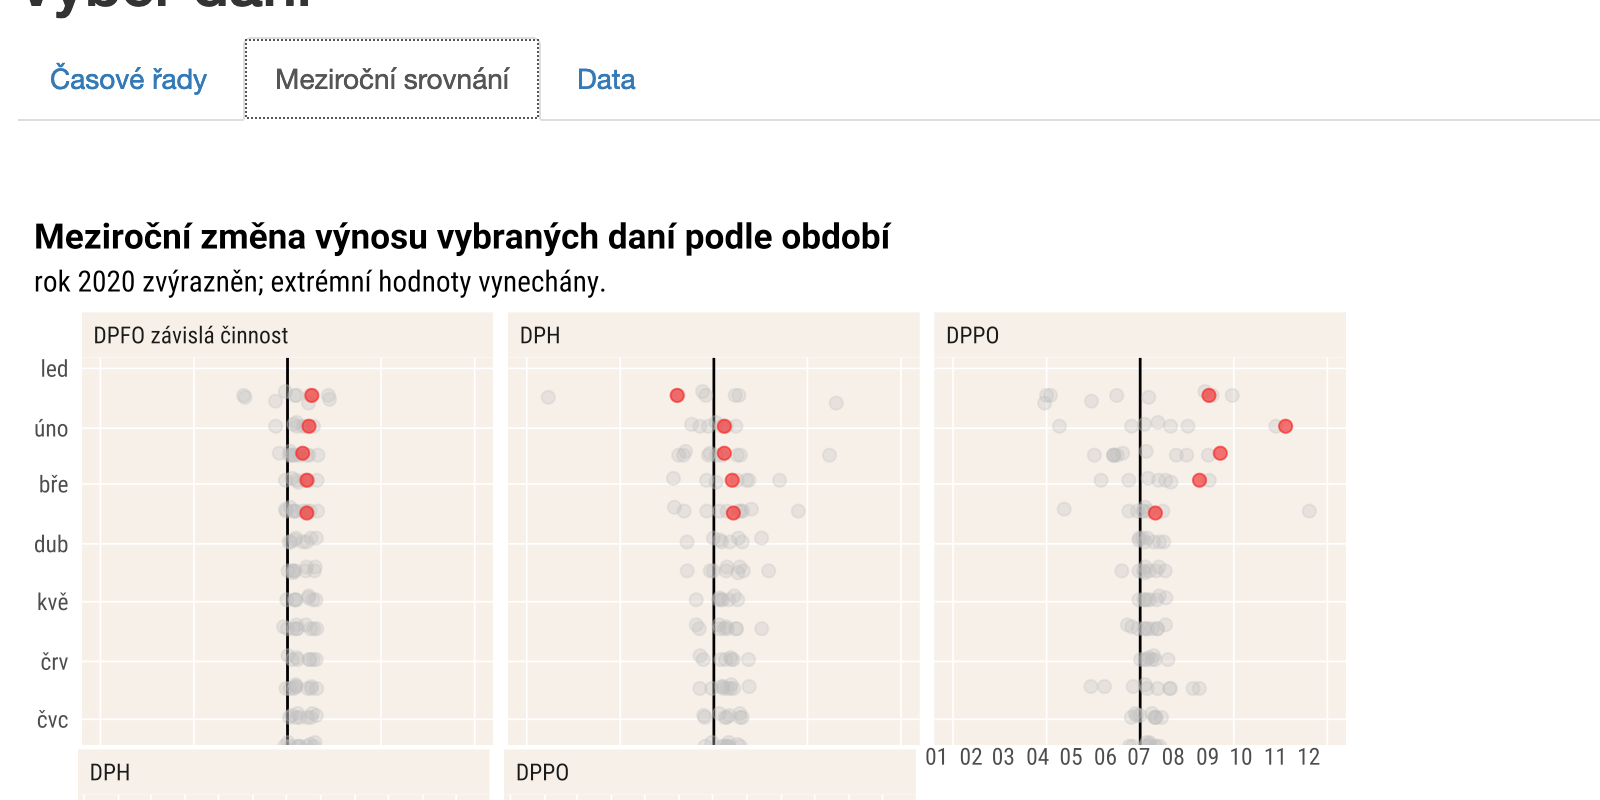 výběr daní
Časové řady
Meziroční srovnání
Data
Meziroční změna výnosu vybraných daní podle období
rok 2020 zvýrazněn; extrémní hodnoty vynechány.
DPFO závislá činnost
DPH
DPPO
led
úno
bře
dub
kvě
črv
čvc
01 02 03 04 05 06 07 08 09 10 11 12
DPH
DPPO